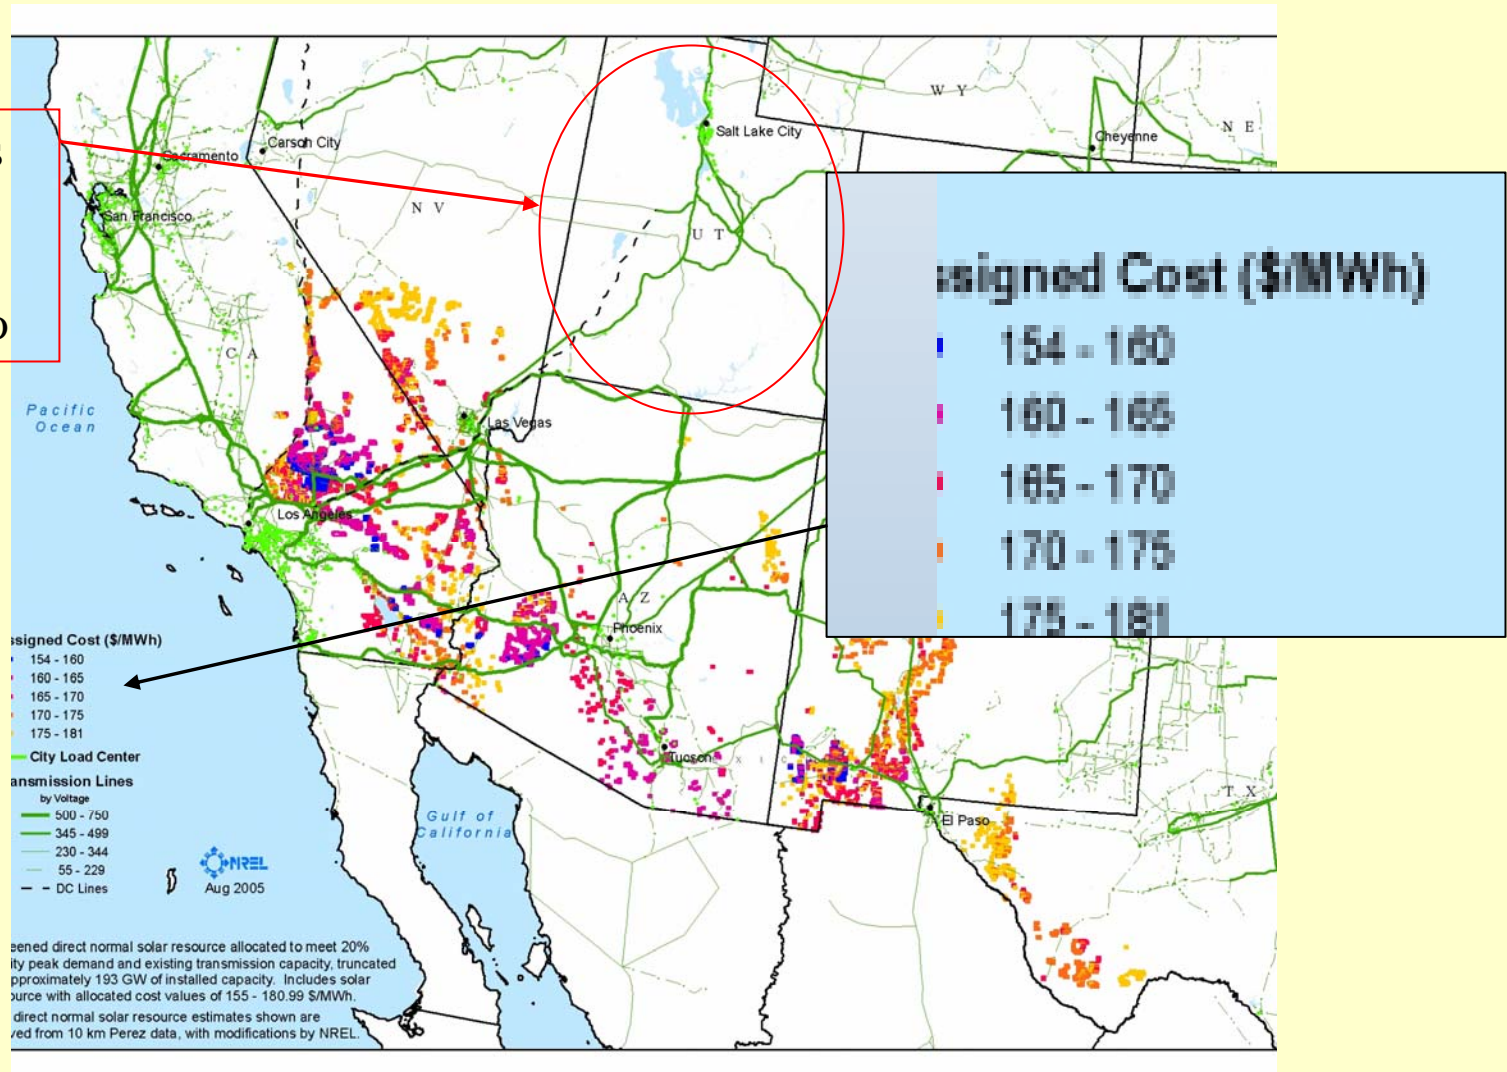 s
o
W Y
N E
Salt Lake City
Cheyenne
Carson City
Sacramento
San Francisco
N V
U T
C A
Pacific
Ocean
Las Vegas
Los Angeles
A Z
Phoenix
Tucson
El Paso
T X
Gulf of
California
ssigned Cost ($/MWh)
154 - 160
160 - 165
165 - 170
170 - 175
175 - 181
ssigned Cost ($/MWh)
154 - 160
160 - 165
165 - 170
170 - 175
175 - 181
City Load Center
ansmission Lines
by Voltage
500 - 750
345 - 499
230 - 344
55 - 229
DC Lines
NREL
Aug 2005
eened direct normal solar resource allocated to meet 20%
ity peak demand and existing transmission capacity, truncated
pproximately 193 GW of installed capacity. Includes solar
ource with allocated cost values of 155 - 180.99 $/MWh.
direct normal solar resource estimates shown are
ved from 10 km Perez data, with modifications by NREL.